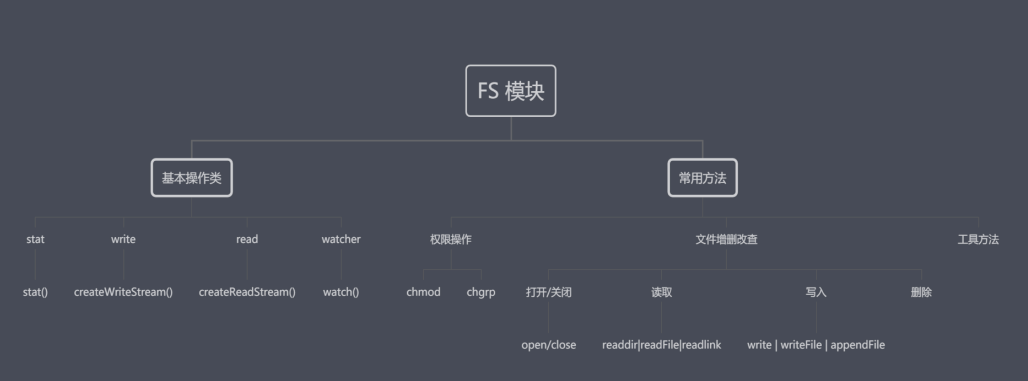 FS 模块
基本操作类
常用方法
stat
write
read
watcher
权限操作
文件增删改查
工具方法
stat()
createWriteStream()
createReadStream()
watch()
chmod
chgrp
打开/关闭
读取
写入
删除
open/close
readdir|readFile|readlink
write | writeFile | appendFile